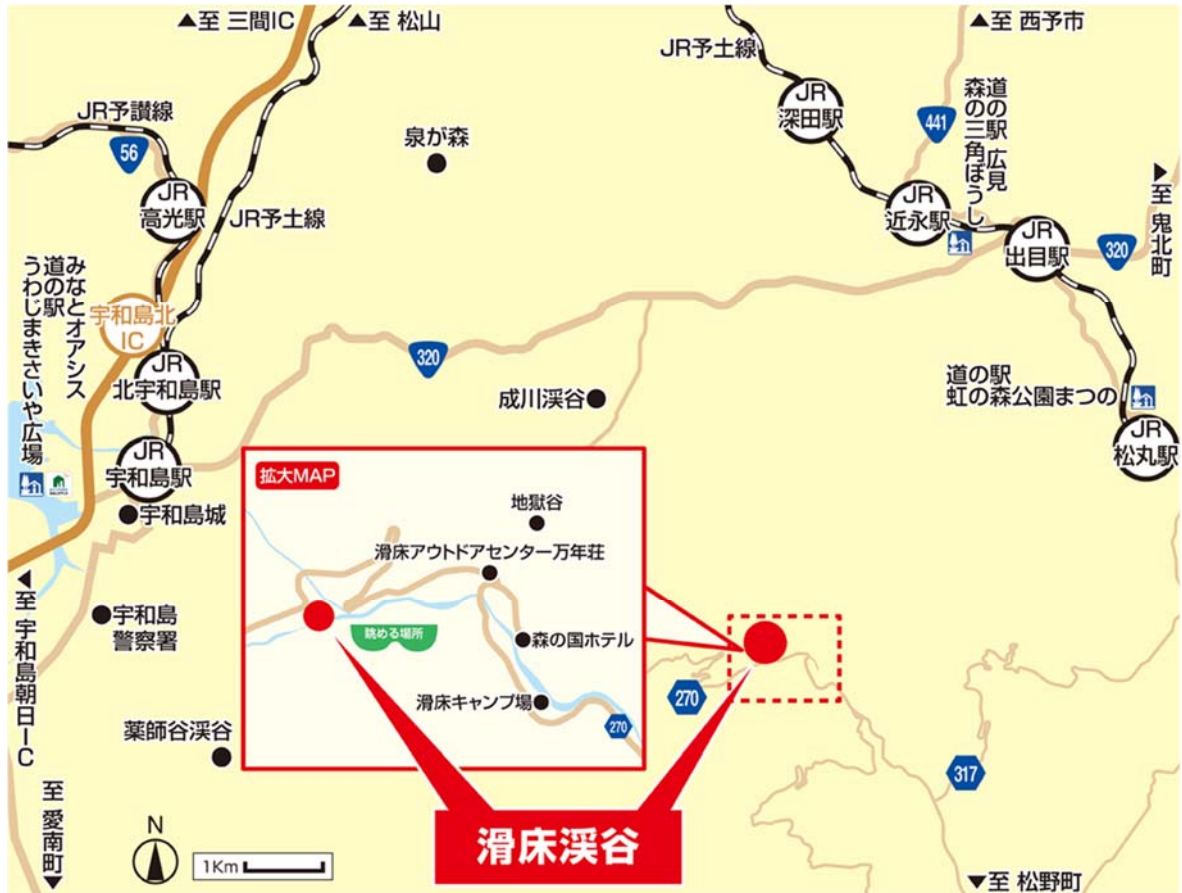 ▲至 三間IC
▲至 松山
▲至 西予市
JR予土線
JR予讃線
56
泉が森
JR
深田駅
441
道の駅 広見
森の三角ぼうし
▲至 鬼北町
JR
高光駅
JR予土線
JR
近永駅
JR
出目駅
320
みなとオアシス
道の駅
うわじまきさいや広場
宇和島北
IC
JR
北宇和島駅
320
成川渓谷
道の駅
虹の森公園まつの
JR
宇和島駅
JR
松丸駅
宇和島城
拡大MAP
地獄谷
滑床アウトドアセンター万年荘
眺める場所
森の国ホテル
滑床キャンプ場
270
▲至 宇和島朝日IC
宇和島
警察署
270
薬師谷渓谷
317
至 愛南町▼
N
1Km
滑床渓谷
▼至 松野町